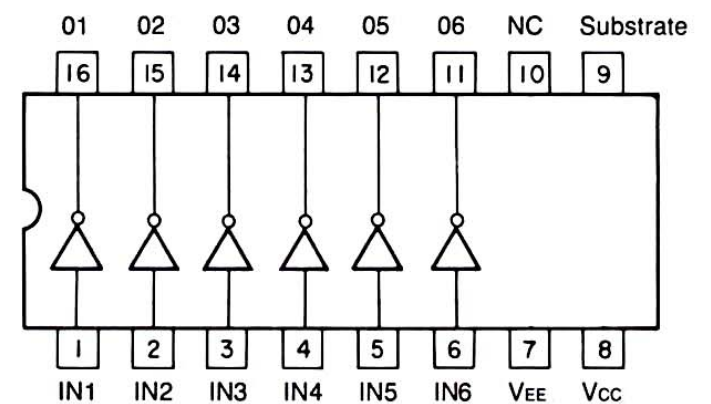 01 02 03 04 05 06 NC Substrate
16 15 14 13 12 11 10 9
1 2 3 4 5 6 7 8
IN1 IN2 IN3 IN4 IN5 IN6 VEE VCC